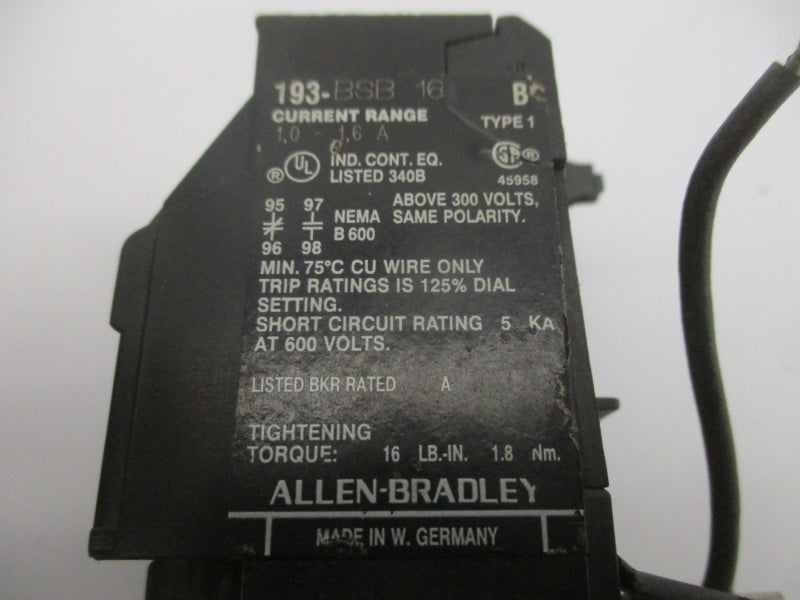 193-BSB 16
CURRENT RANGE
1,0 - 1,6 A
TYPE 1
® UL IND. CONT. EQ.
LISTED 340B
SA ®
45958
95 97
96 98
NEMA
B 600
ABOVE 300 VOLTS,
SAME POLARITY.
MIN. 75°C CU WIRE ONLY
TRIP RATINGS IS 125% DIAL
SETTING.
SHORT CIRCUIT RATING 5 KA
AT 600 VOLTS.
LISTED BKR RATED A
TIGHTENING
TORQUE: 16 LB.-IN. 1.8 Nm.
ALLEN-BRADLEY
MADE IN W. GERMANY